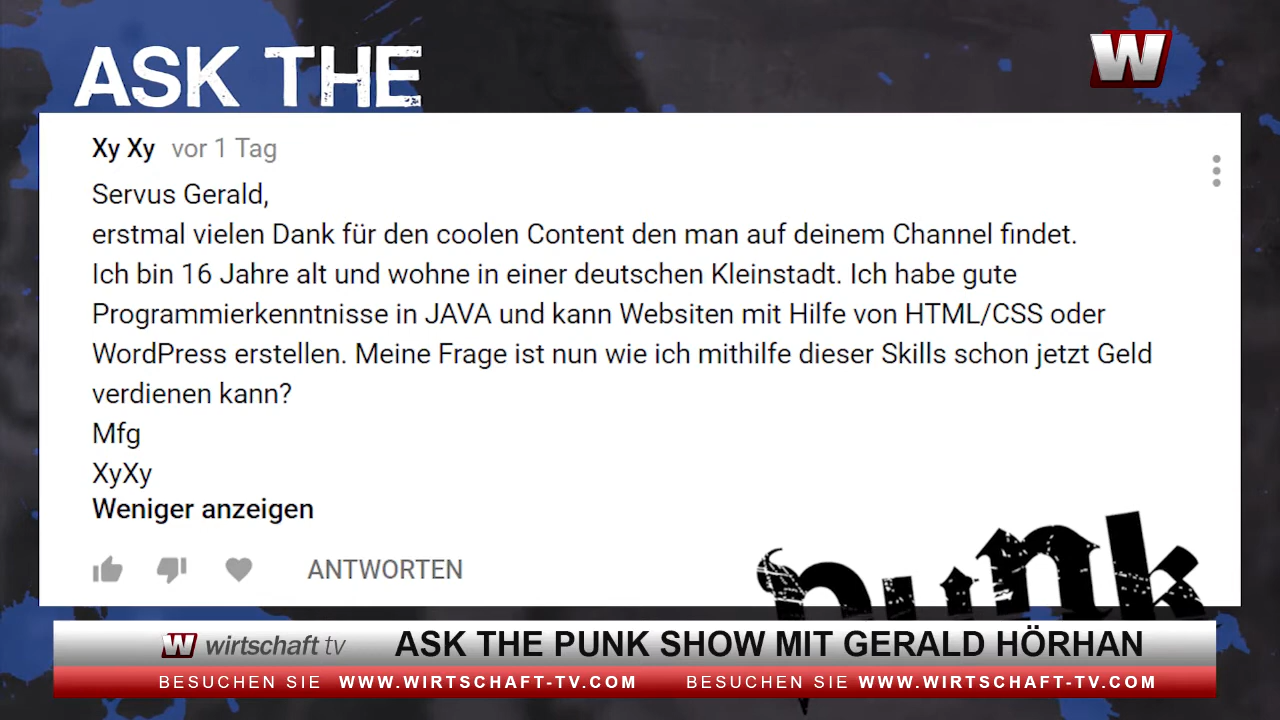 ASK THE
W
Xy Xy vor 1 Tag
Servus Gerald,
erstmal vielen Dank für den coolen Content den man auf deinem Channel findet.
Ich bin 16 Jahre alt und wohne in einer deutschen Kleinstadt. Ich habe gute
Programmierkenntnisse in JAVA und kann Websiten mit Hilfe von HTML/CSS oder
WordPress erstellen. Meine Frage ist nun wie ich mithilfe dieser Skills schon jetzt Geld
verdienen kann?
Mfg
XyXy
Weniger anzeigen
ANTWORTEN
punk
W wirtschaft tv ASK THE PUNK SHOW MIT GERALD HÖRHAN
BESUCHEN SIE WWW.WIRTSCHAFT-TV.COM BESUCHEN SIE WWW.WIRTSCHAFT-TV.COM